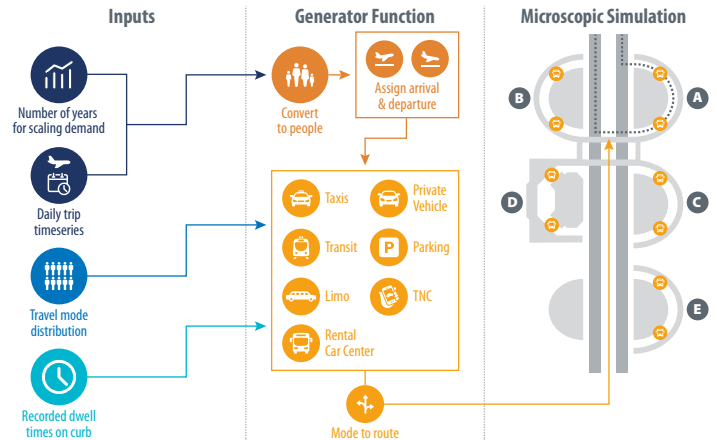 Inputs
Generator Function
Microscopic Simulation
Number of years
for scaling demand
Daily trip
timeseries
Travel mode
distribution
Recorded dwell
times on curb
Convert
to people
Assign arrival
& departure
Taxis
Private
Vehicle
Transit
P
Parking
Limo
TNC
Rental
Car Center
Mode to route
B
A
D
C
E